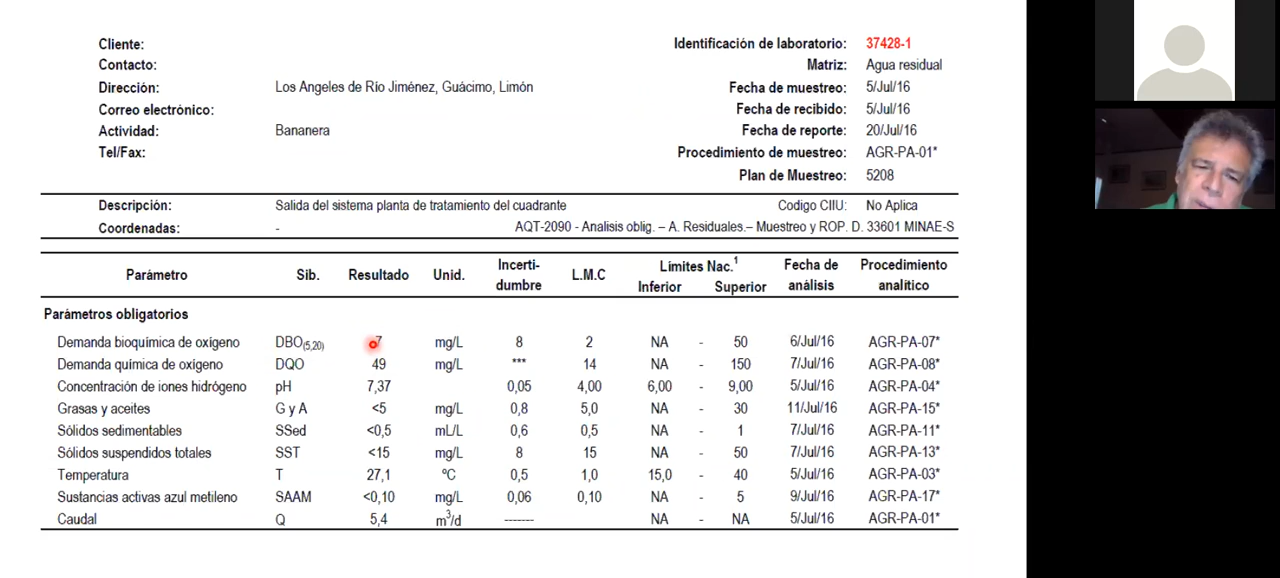 Cliente: Identificación de laboratorio: 37428-1
Contacto: Matriz: Agua residual
Dirección: Los Angeles de Río Jiménez, Guácimo, Limón Fecha de muestreo: 5/Jul/16
Correo electrónico: Fecha de recibido: 5/Jul/16
Actividad: Bananera Fecha de reporte: 20/Jul/16
Tel/Fax: Procedimiento de muestreo: AGR-PA-01*
Plan de Muestreo: 5208
Descripción: Salida del sistema planta de tratamiento del cuadrante Codigo CIIU: No Aplica
Coordenadas: - AQT-2090 - Analisis oblig. – A. Residuales.– Muestreo y ROP. D. 33601 MINAE-S
Parámetro Sib. Resultado Unid. Incerti-dumbre L.M.C Límites Nac.1 Inferior Superior Fecha de análisis Procedimiento analítico
Parámetros obligatorios
Demanda bioquímica de oxígeno DBO(5,20) 7 mg/L 8 2 NA - 50 6/Jul/16 AGR-PA-07*
Demanda química de oxígeno DQO 49 mg/L *** 14 NA - 150 7/Jul/16 AGR-PA-08*
Concentración de iones hidrógeno pH 7,37 0,05 4,00 6,00 - 9,00 5/Jul/16 AGR-PA-04*
Grasas y aceites G y A <5 mg/L 0,8 5,0 NA - 30 11/Jul/16 AGR-PA-15*
Sólidos sedimentables SSed <0,5 mL/L 0,6 0,5 NA - 1 7/Jul/16 AGR-PA-11*
Sólidos suspendidos totales SST <15 mg/L 8 15 NA - 50 7/Jul/16 AGR-PA-13*
Temperatura T 27,1 ºC 0,5 1,0 15,0 - 40 5/Jul/16 AGR-PA-03*
Sustancias activas azul metileno SAAM <0,10 mg/L 0,06 0,10 NA - 5 9/Jul/16 AGR-PA-17*
Caudal Q 5,4 m3/d ------- NA - NA 5/Jul/16 AGR-PA-01*